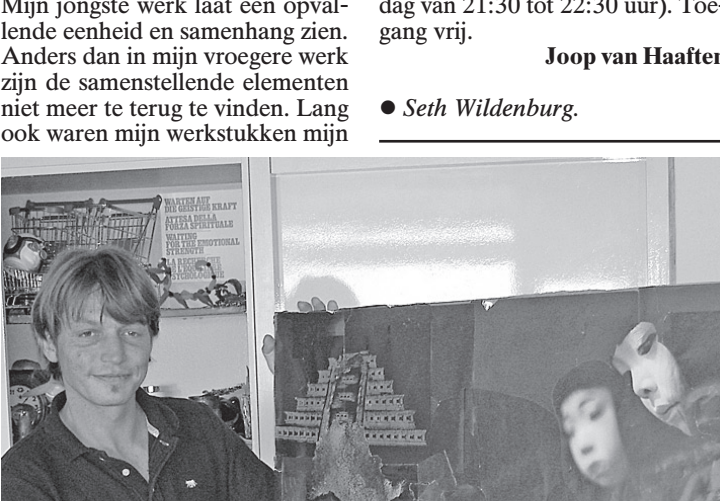 Mijn jongste werk laat een opval-
lende eenheid en samenhang zien.
Anders dan in mijn vroegere werk
zijn de samenstellende elementen
niet meer te terug te vinden. Lang
ook waren mijn werkstukken mijn
dag van 21:30 tot 22:30 uur). Toe-
gang vrij.
Joop van Haaften
● Seth Wildenburg.
WARTEN AUF
DIE GEISTIGE KRAFT
ATTESA DELLA
FORZA SPIRITUALE
WAITING
FOR THE EMOTIONAL
STRENGTH
LA RECHERCHE